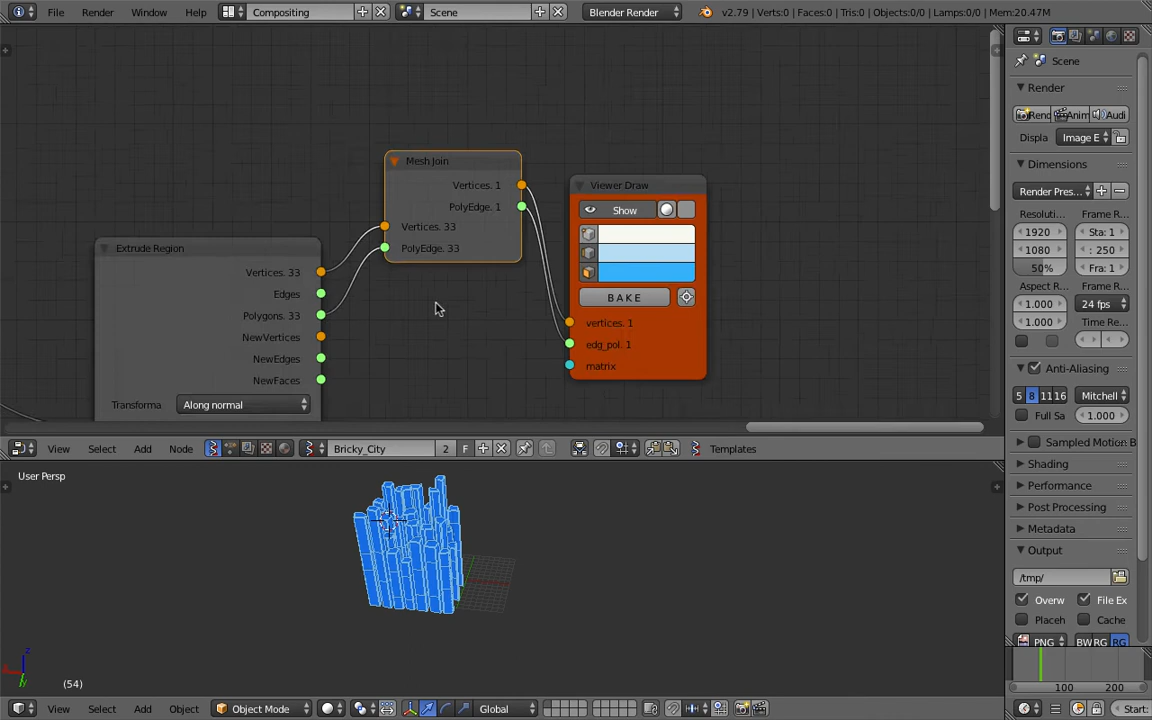 File Render Window Help Compositing Scene Blender Render v2.79 | Verts:0 | Faces:0 | Tris:0 | Objects:0/0 | Lamps:0/0 | Mem:20.47M
Scene
Render
Rend Anim Audi
Displa Image E
Dimensions
Render Pres...
Resoluti... Frame R...
1920 Sta: 1
1080 : 250
50% Fra: 1
Aspect R... Frame R...
1.000 24 fps
1.000 Time Re...
Anti-Aliasing
5 8 11 16 Mitchell
Full Sa 1.000
Sampled Motion B
Shading
Performance
Post Processing
Metadata
Output
/tmp/
Overw File Ex
Placeh Cache
PNG BW RG RG
100 200
Start:
Mesh Join
Vertices. 1
PolyEdge. 1
Vertices. 33
PolyEdge. 33
Viewer Draw
Show
BAKE
vertices. 1
edg_pol. 1
matrix
Extrude Region
Vertices. 33
Edges
Polygons. 33
NewVertices
NewEdges
NewFaces
Transforma Along normal
View Select Add Node Bricky_City 2 F Templates
User Persp
(54)
View Select Add Object Object Mode Global